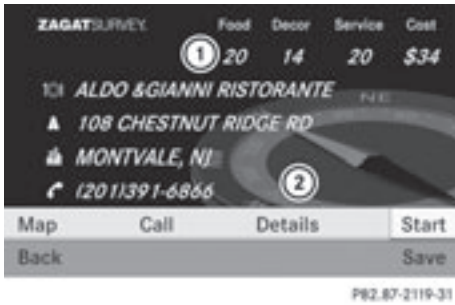 ZAGATSURVEY. Food Decor Service Cost
1 20 14 20 $34
ALDO &GIANNI RISTORANTE
NE
108 CHESTNUT RIDGE RD
MONTVALE, NJ
(201)391-6866
2
Map Call Details Start
Back Save
P82.87-2119-31